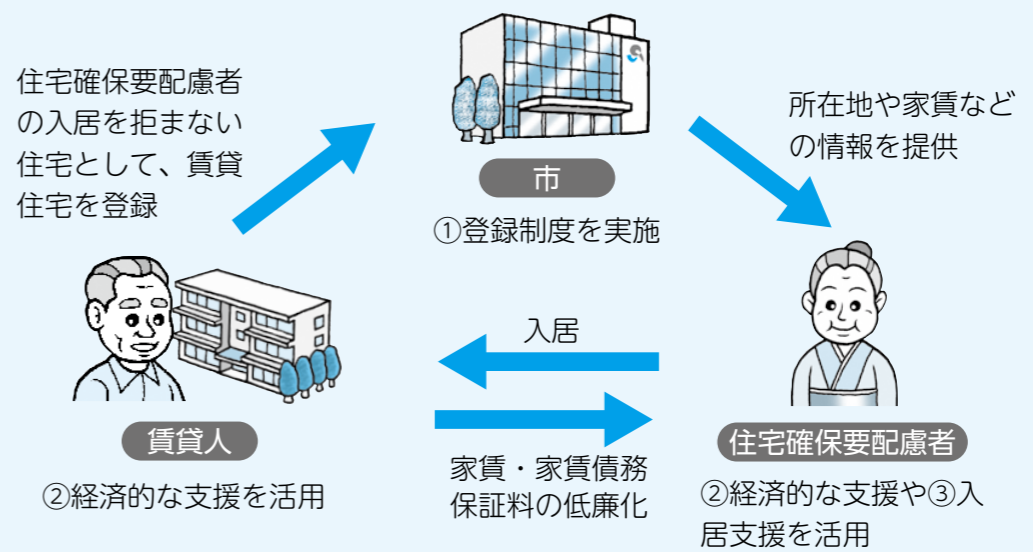 住宅確保要配慮者
の入居を拒まない
住宅として、賃貸
住宅を登録
市
①登録制度を実施
所在地や家賃など
の情報を提供
入居
家賃・家賃債務
保証料の低廉化
賃貸人
②経済的な支援を活用
住宅確保要配慮者
②経済的な支援や③入
居支援を活用